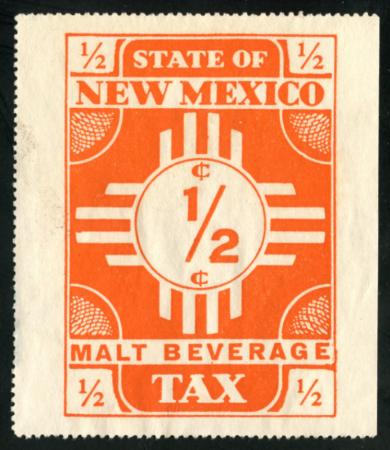 1/2 STATE OF 1/2
NEW MEXICO
¢
1/2
¢
MALT BEVERAGE
1/2 TAX 1/2